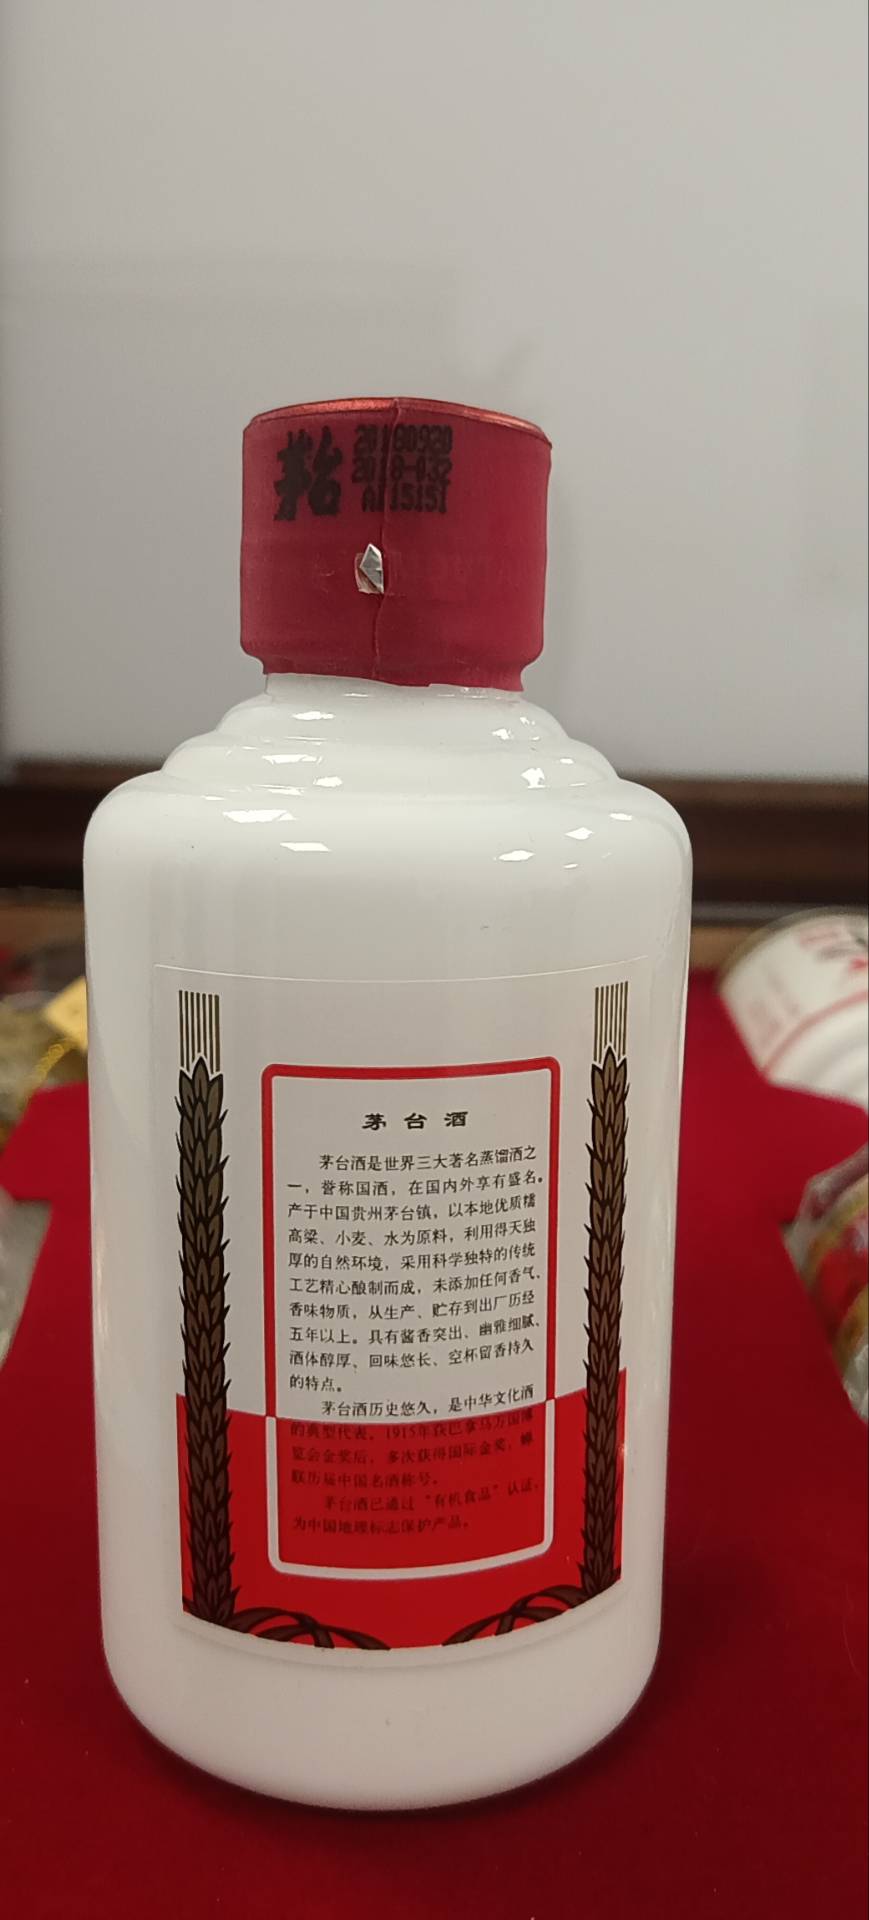 茅台
20180920
2018-032
茅台酒
茅台酒是世界三大著名蒸馏酒之
一，誉称国酒，在国内外享有盛名。
产于中国贵州茅台镇，以本地优质糯
高粱、小麦、水为原料，利用得天独
厚的自然环境，采用科学独特的传统
工艺精心酿制而成，未添加任何香气、
香味物质，从生产、贮存到出厂历经
五年以上。具有酱香突出、幽雅细腻、
酒体醇厚、回味悠长、空杯留香持久
的特点。
茅台酒历史悠久，是中华文化酒
的典型代表。1915年获巴拿马万国博
览会金奖后，多次获得国际金奖，蝉
联历届中国名酒称号。
茅台酒已通过“有机食品”认证，
为中国地理标志保护产品。